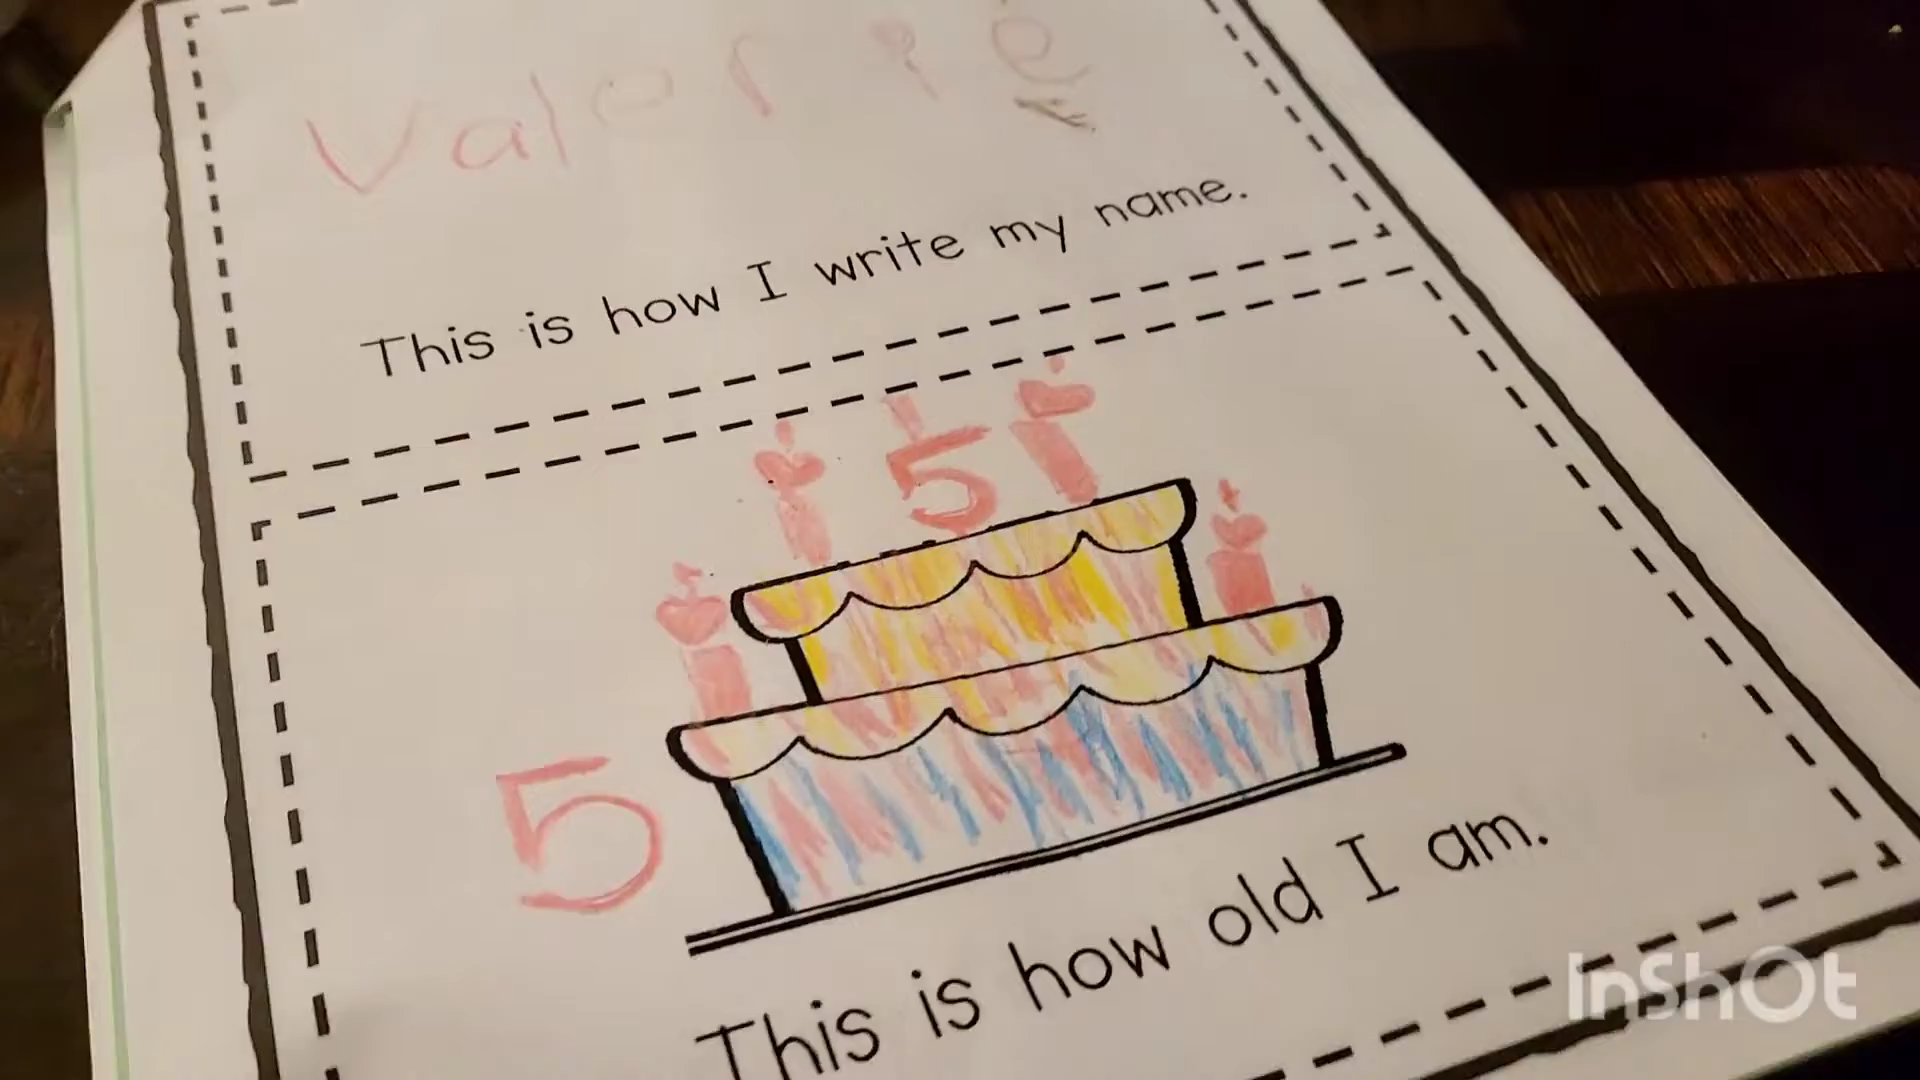 Valerie
This is how I write my name.
5
5
This is how old I am.
InShOt